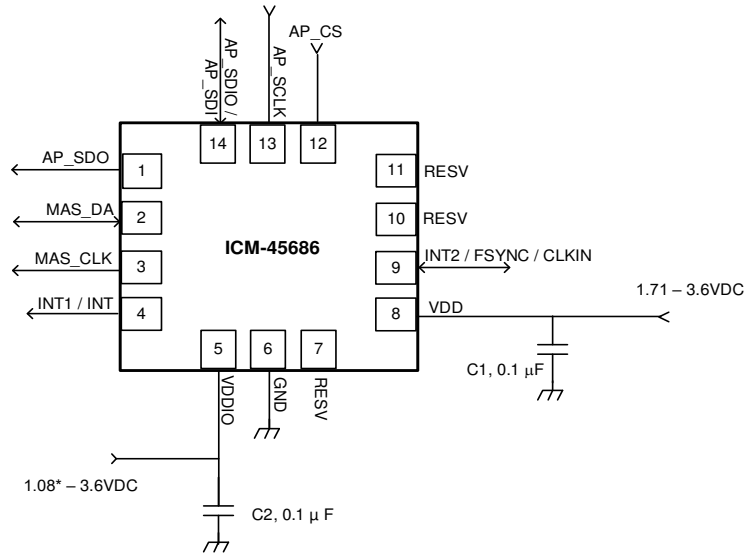 AP_SDIO /
AP_SDI
AP_SCLK
AP_CS
14
13
12
AP_SDO
1
11
RESV
MAS_DA
2
10
RESV
ICM-45686
MAS_CLK
3
9
INT2 / FSYNC / CLKIN
INT1 / INT
4
8
VDD
1.71 – 3.6VDC
5
6
7
VDDIO
GND
RESV
C1, 0.1 μF
1.08* – 3.6VDC
C2, 0.1 μ F